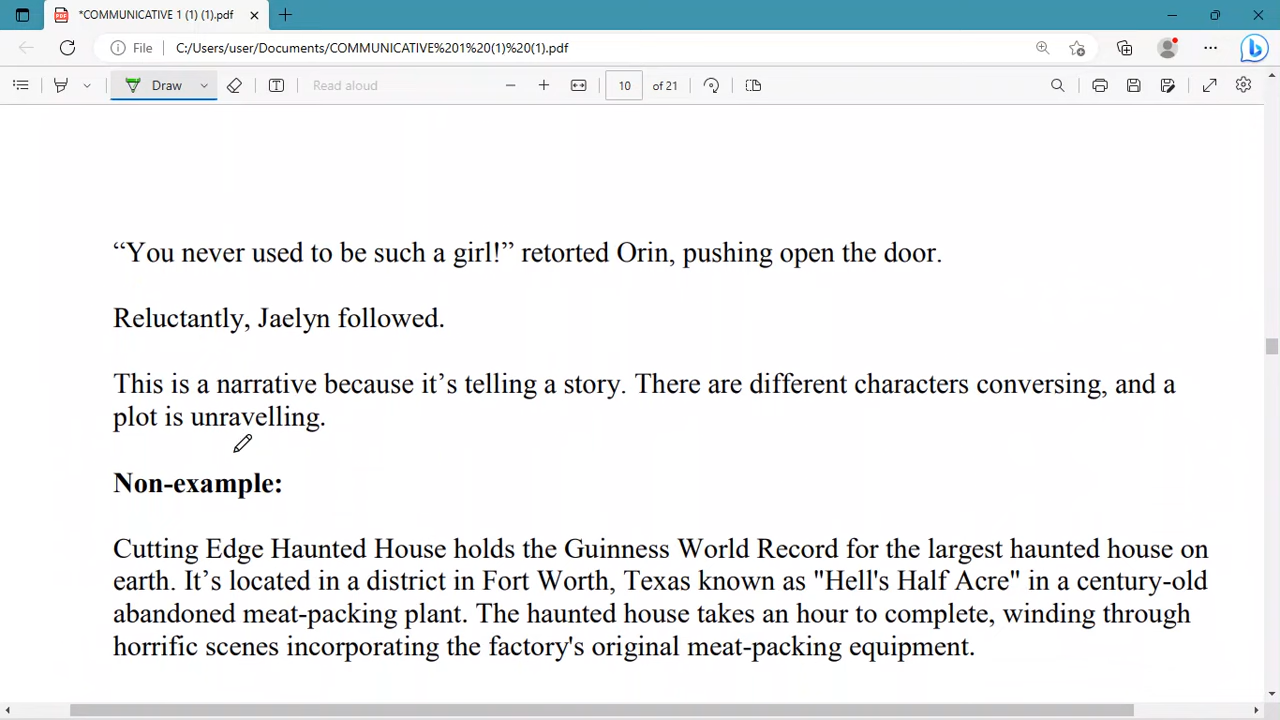 *COMMUNICATIVE 1 (1) (1).pdf
File C:/Users/user/Documents/COMMUNICATIVE%201%20(1)%20(1).pdf
Draw Read aloud 10 of 21
“You never used to be such a girl!” retorted Orin, pushing open the door.
Reluctantly, Jaelyn followed.
This is a narrative because it’s telling a story. There are different characters conversing, and a
plot is unravelling.
Non-example:
Cutting Edge Haunted House holds the Guinness World Record for the largest haunted house on
earth. It’s located in a district in Fort Worth, Texas known as "Hell's Half Acre" in a century-old
abandoned meat-packing plant. The haunted house takes an hour to complete, winding through
horrific scenes incorporating the factory's original meat-packing equipment.